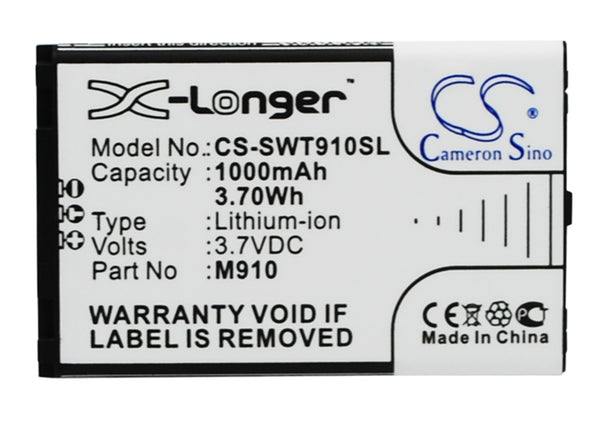 X-Longer™
Model No.: CS-SWT910SL
Capacity : 1000mAh
3.70Wh
Type : Lithium-ion
Volts : 3.7VDC
Part No. : M910
WARRANTY VOID IF
LABEL IS REMOVED
CS
Cameron Sino
CE
Made In China